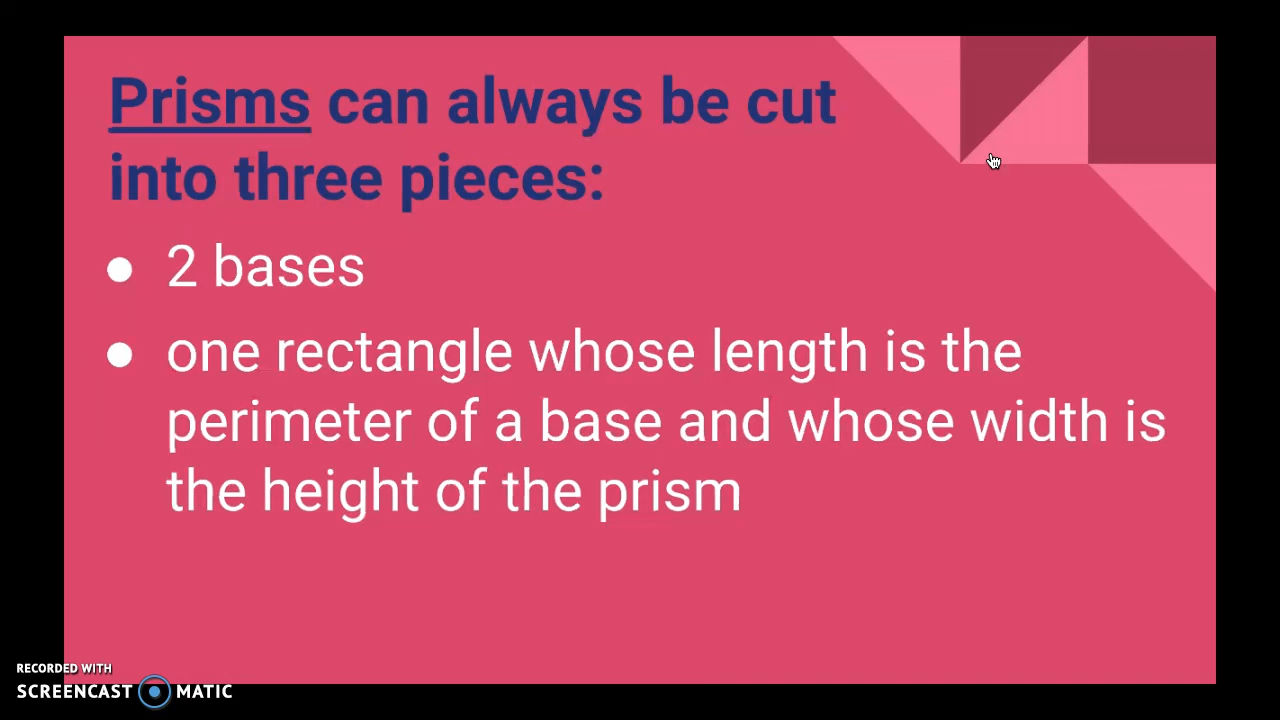 Prisms can always be cut
into three pieces:
● 2 bases
● one rectangle whose length is the
perimeter of a base and whose width is
the height of the prism
RECORDED WITH
SCREENCAST MATIC